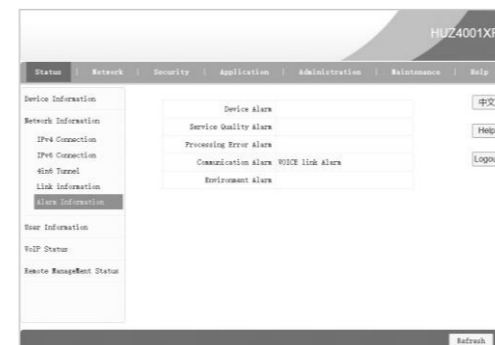 HUZ4001XR
Status | Network | Security | Application | Administration | Maintenance | Help
Device Information
Network Information
IPv4 Connection
IPv6 Connection
4in6 Tunnel
Link information
Alarm Information
User Information
VoIP Status
Remote ManageMent Status
Device Alarm
Service Quality Alarm
Processing Error Alarm
Communication Alarm VOICE link Alarm
Environment Alarm
中文
Help
Logou
Refresh